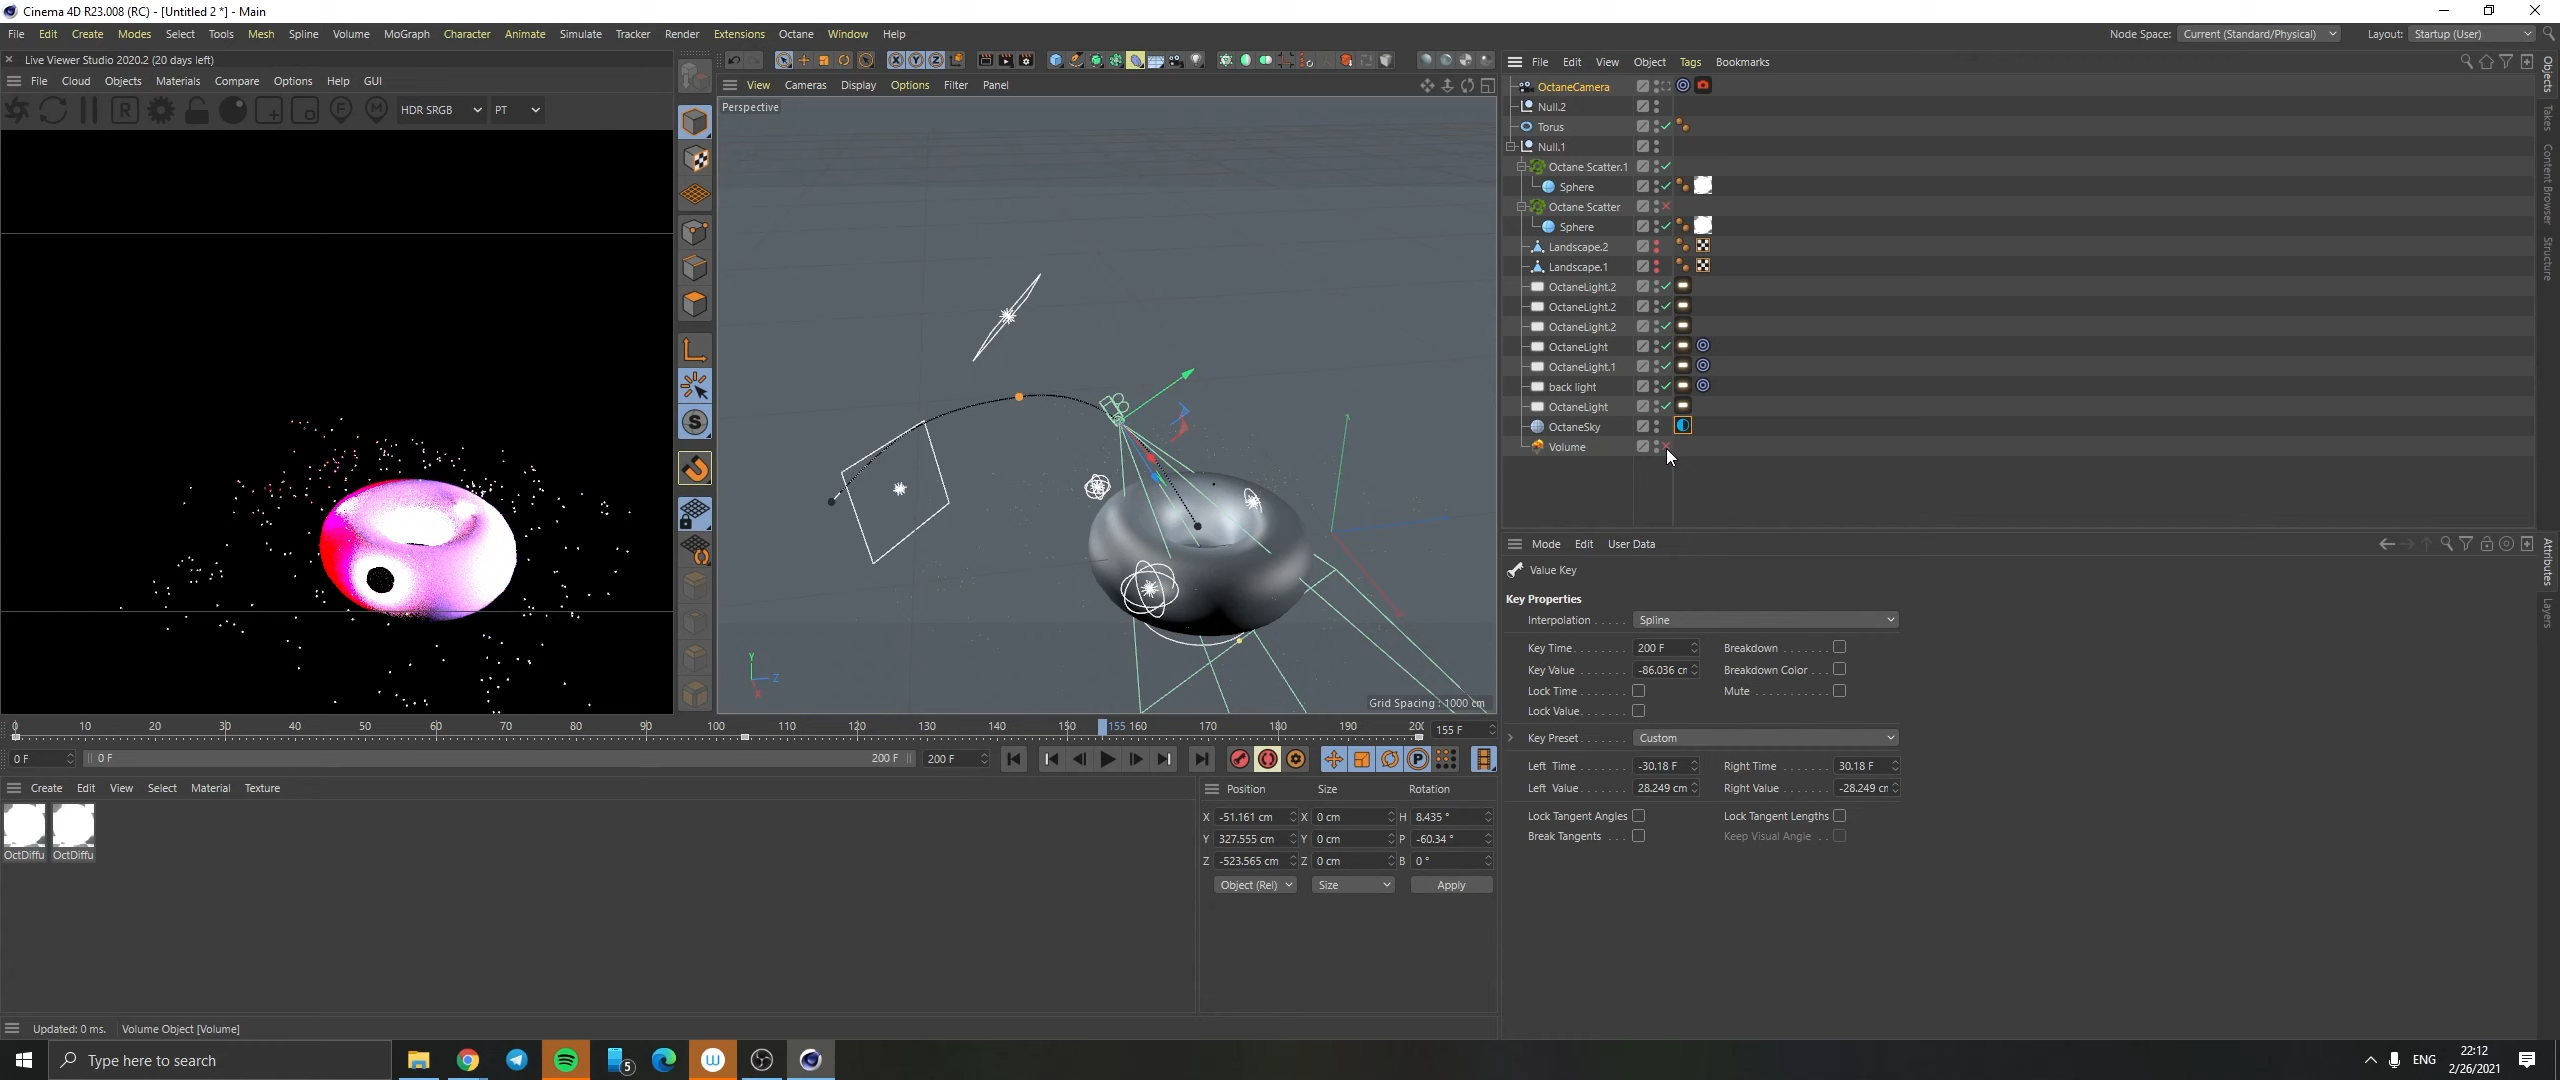 Cinema 4D R23.008 (RC) - [Untitled 2 *] - Main
File Edit Create Modes Select Tools Mesh Spline Volume MoGraph Character Animate Simulate Tracker Render Extensions Octane Window Help
Node Space: Current (Standard/Physical) Layout: Startup (User)
Live Viewer Studio 2020.2 (20 days left)
File Cloud Objects Materials Compare Options Help GUI
R F M HDR SRGB PT
View Cameras Display Options Filter Panel
Perspective
X Y Z
S
Y
Z
X
Grid Spacing : 1000 cm
File Edit View Object Tags Bookmarks
OctaneCamera
Null.2
Torus
Null.1
Octane Scatter.1
Sphere
Octane Scatter
Sphere
Landscape.2
Landscape.1
OctaneLight.2
OctaneLight.2
OctaneLight.2
OctaneLight
OctaneLight.1
back light
OctaneLight
OctaneSky
Volume
Objects
Takes
Content Browser
Structure
Mode Edit User Data
Value Key
Key Properties
Interpolation . . . . . Spline
Key Time . . . . . . . 200 F Breakdown . . . . . . .
Key Value . . . . . . . -86.036 cm Breakdown Color . . .
Lock Time . . . . . . . Mute . . . . . . . . . . .
Lock Value . . . . . .
Key Preset . . . . . . . Custom
Left Time . . . . . . . -30.18 F Right Time . . . . . . . 30.18 F
Left Value . . . . . . . 28.249 cm Right Value . . . . . . . -28.249 cm
Lock Tangent Angles Lock Tangent Lengths
Break Tangents . . . Keep Visual Angle . .
Attributes
Layers
0 10 20 30 40 50 60 70 80 90 100 110 120 130 140 150 155 160 170 180 190 200 155 F
0 F 0 F 200 F 200 F
P
Create Edit View Select Material Texture
OctDiffu OctDiffu
Position Size Rotation
X -51.161 cm X 0 cm H 8.435 °
Y 327.555 cm Y 0 cm P -60.34 °
Z -523.565 cm Z 0 cm B 0 °
Object (Rel) Size Apply
Updated: 0 ms. Volume Object [Volume]
Type here to search
5
W
ENG
22:12
2/26/2021